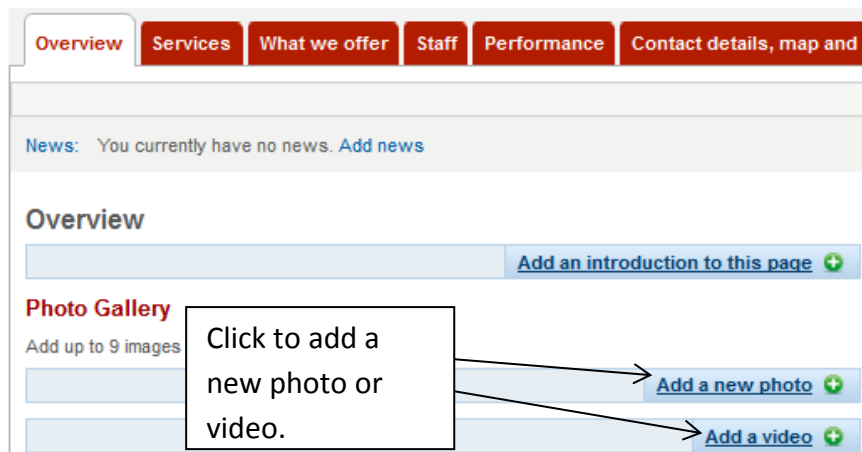 Overview Services What we offer Staff Performance Contact details, map and
News: You currently have no news. Add news
Overview
Add an introduction to this page
Photo Gallery
Add up to 9 images
Click to add a
new photo or
video.
Add a new photo
Add a video